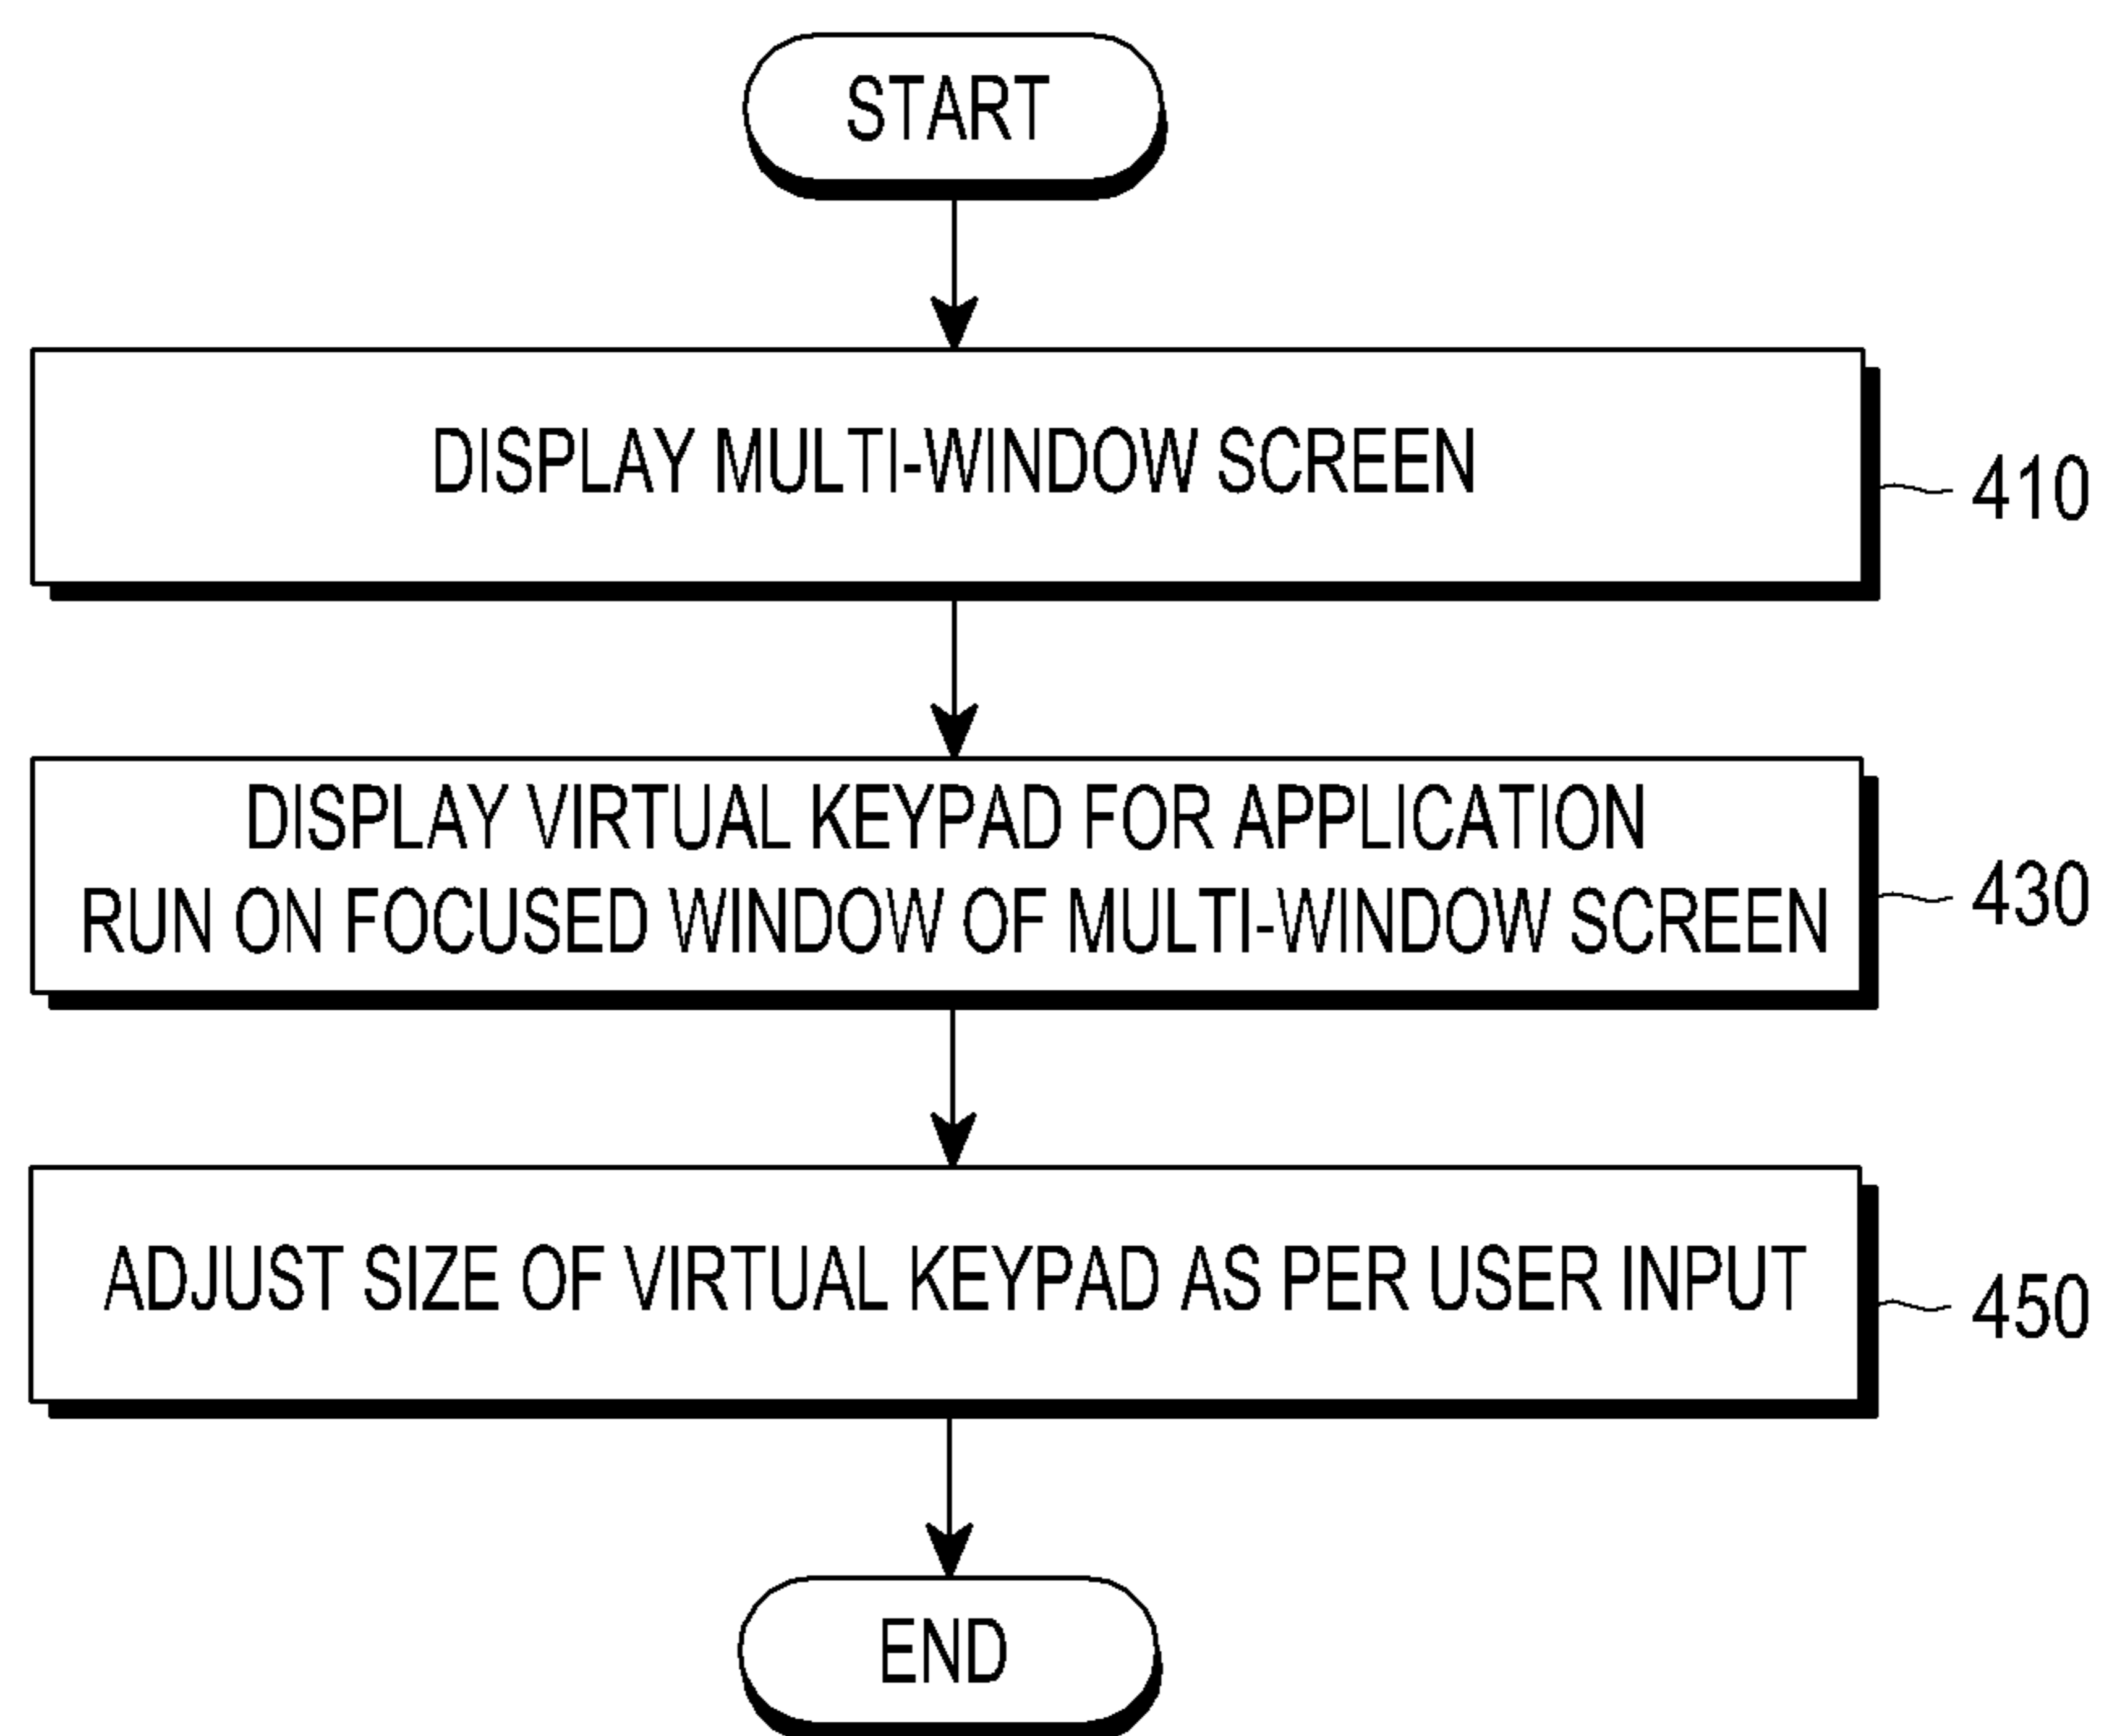 START
DISPLAY MULTI-WINDOW SCREEN
410
DISPLAY VIRTUAL KEYPAD FOR APPLICATION
RUN ON FOCUSED WINDOW OF MULTI-WINDOW SCREEN
430
ADJUST SIZE OF VIRTUAL KEYPAD AS PER USER INPUT
450
END